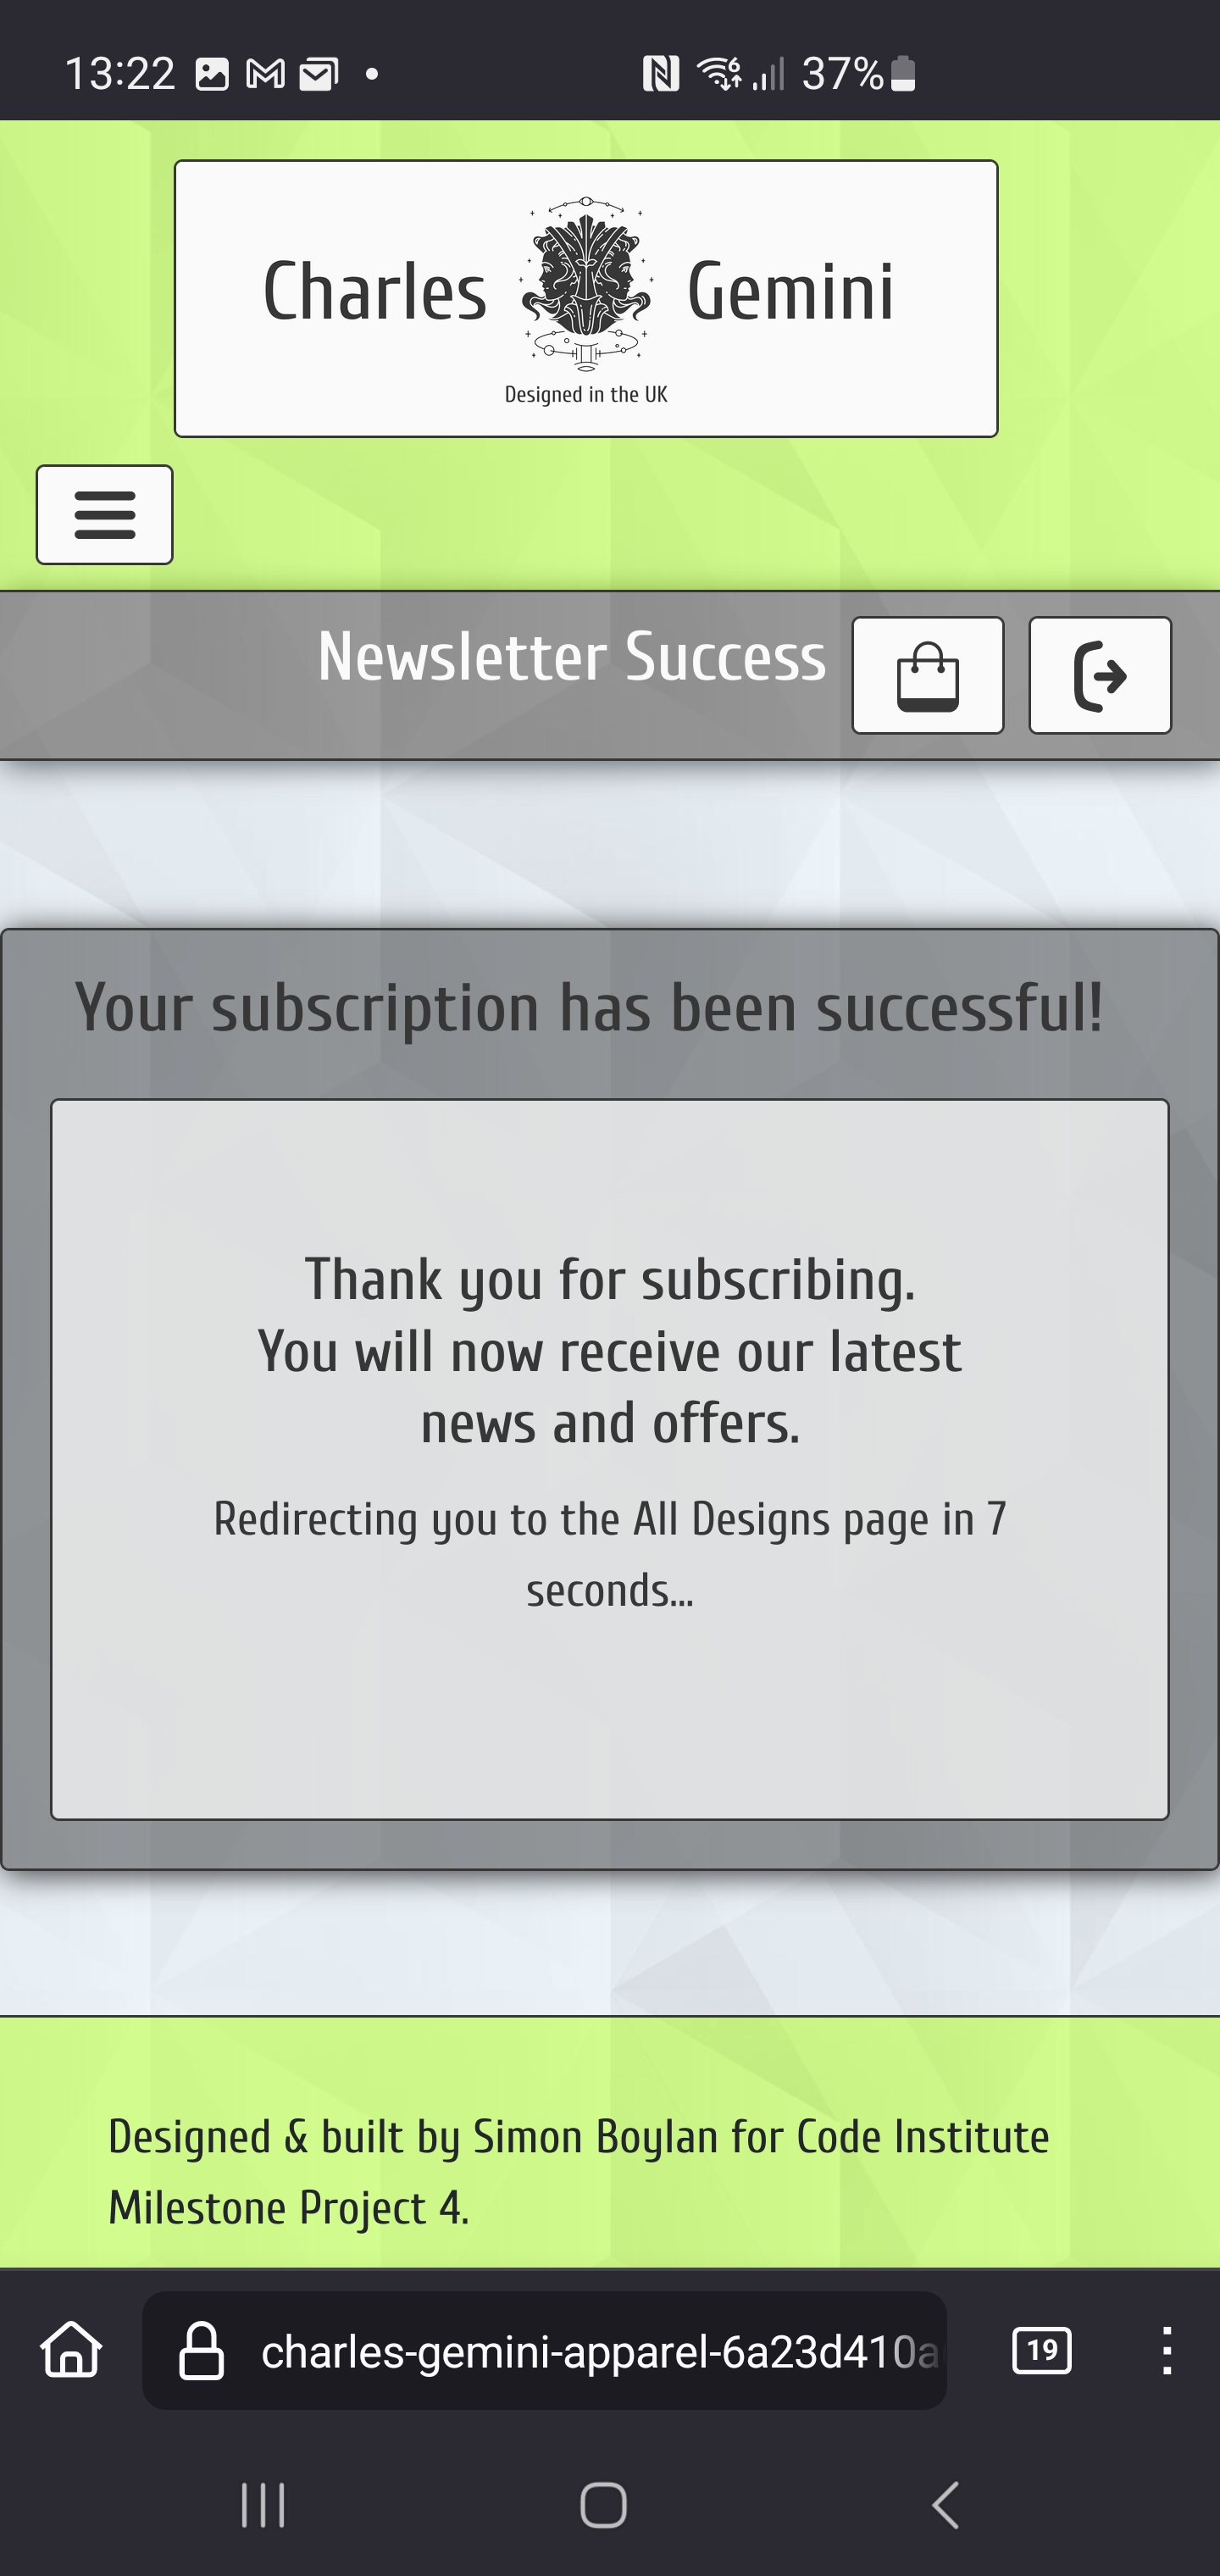 13:22
6
37%
Charles Gemini
Designed in the UK
Newsletter Success
Your subscription has been successful!
Thank you for subscribing.
You will now receive our latest
news and offers.
Redirecting you to the All Designs page in 7
seconds...
Designed & built by Simon Boylan for Code Institute
Milestone Project 4.
charles-gemini-apparel-6a23d410a
19